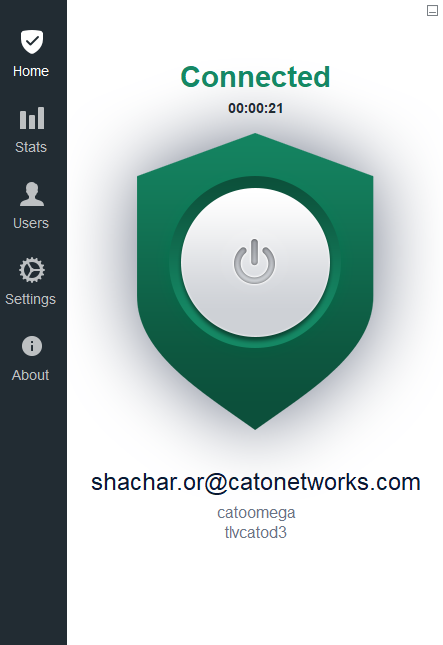 Home
Stats
Users
Settings
About
Connected
00:00:21
shachar.or@catonetworks.com
catoomega
tlvcatod3